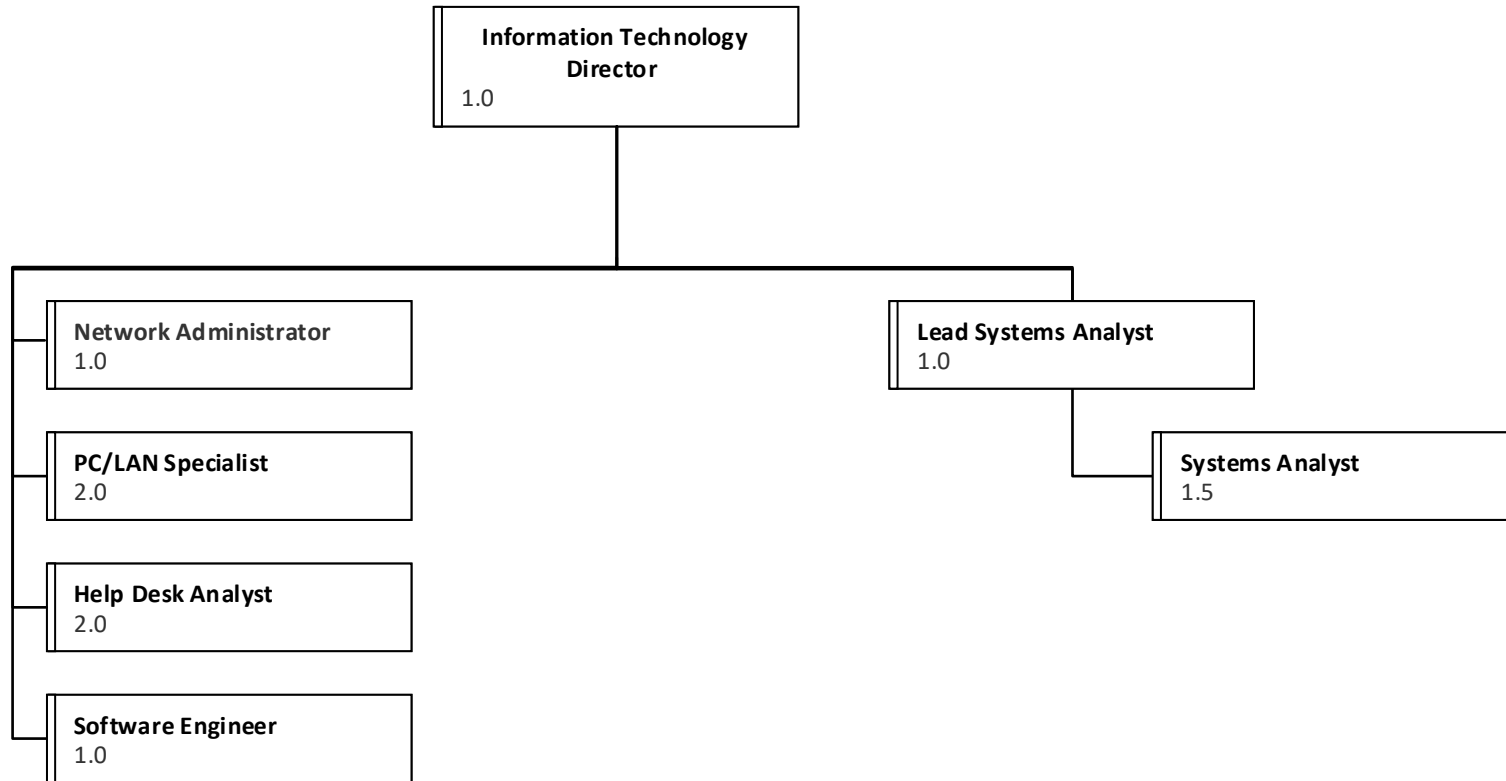 Information Technology
Director
1.0
Network Administrator
1.0
Lead Systems Analyst
1.0
PC/LAN Specialist
2.0
Systems Analyst
1.5
Help Desk Analyst
2.0
Software Engineer
1.0